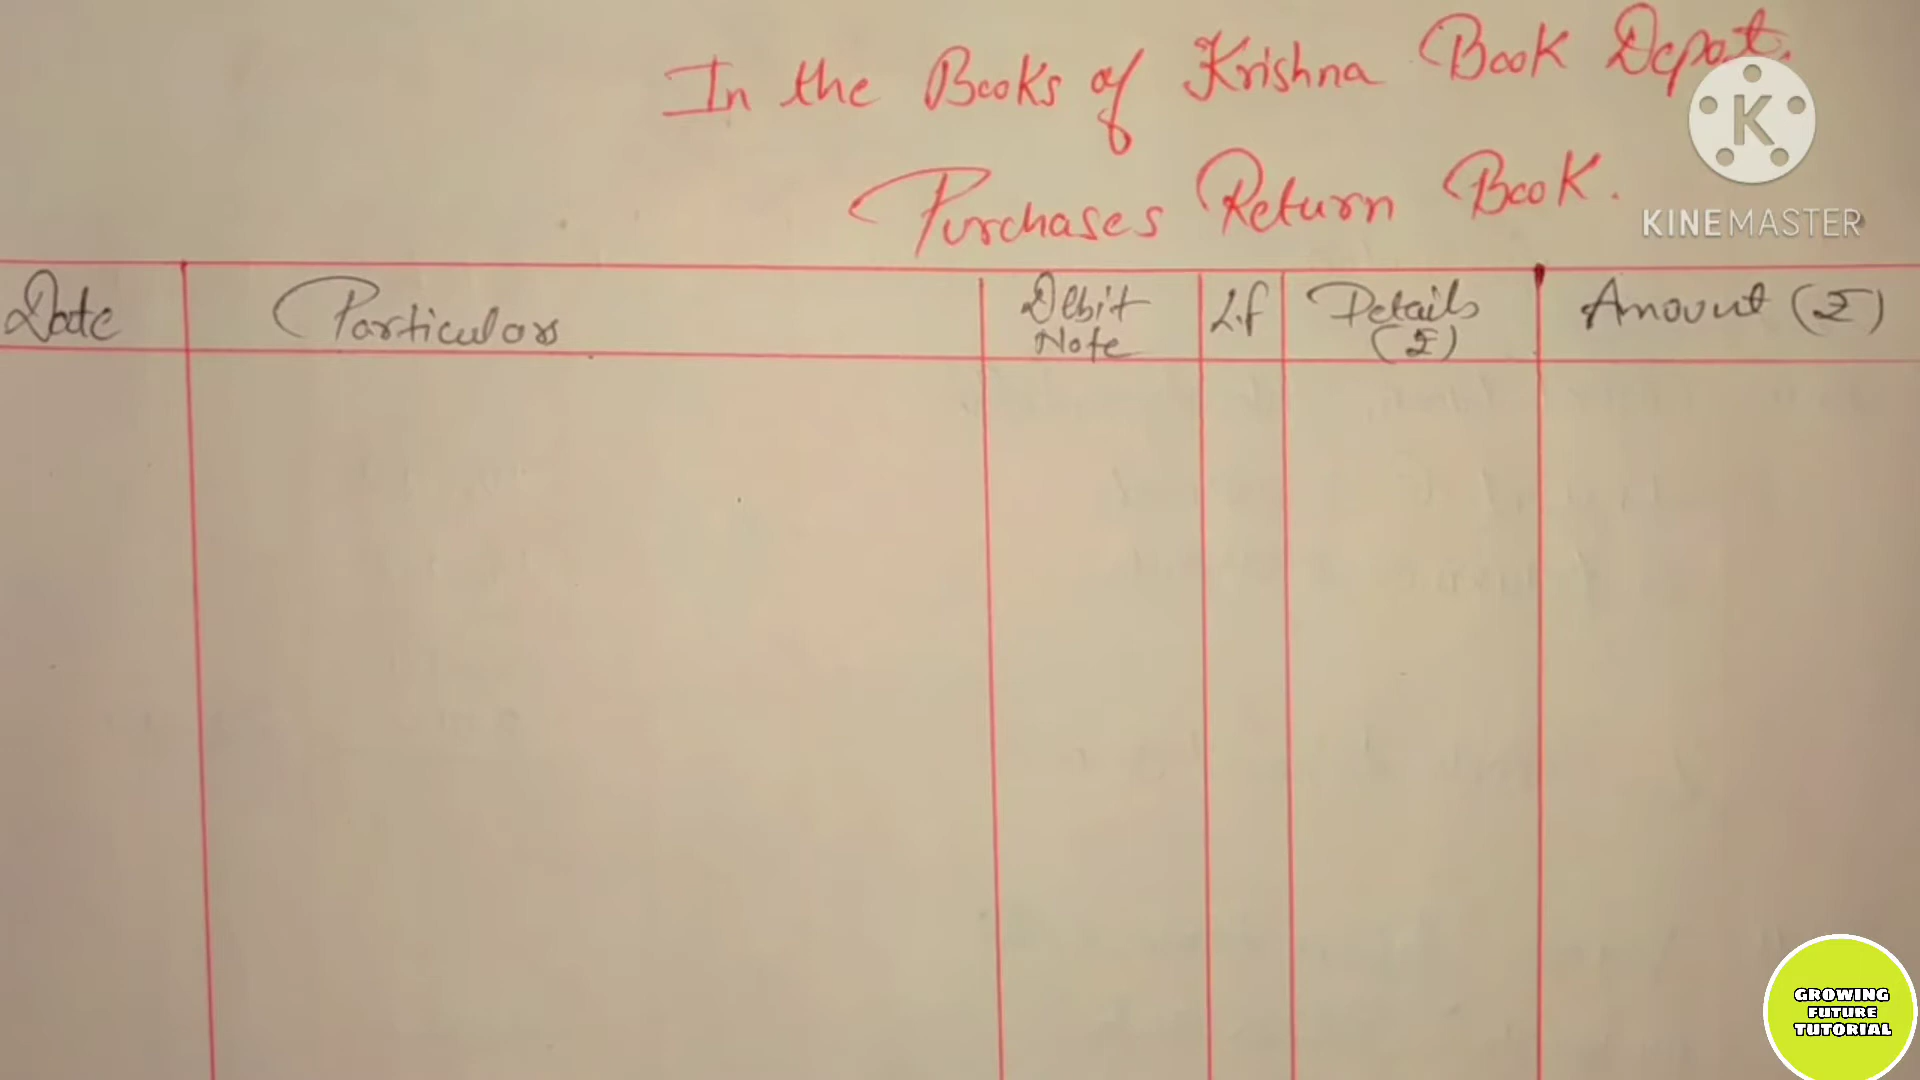 In the Books of Krishna Book Depot.
K
Purchases Return Book.
KINEMASTER
Date Particulars Debit Note L.f Details (₹) Amount (₹)
GROWING
FUTURE
TUTORIAL